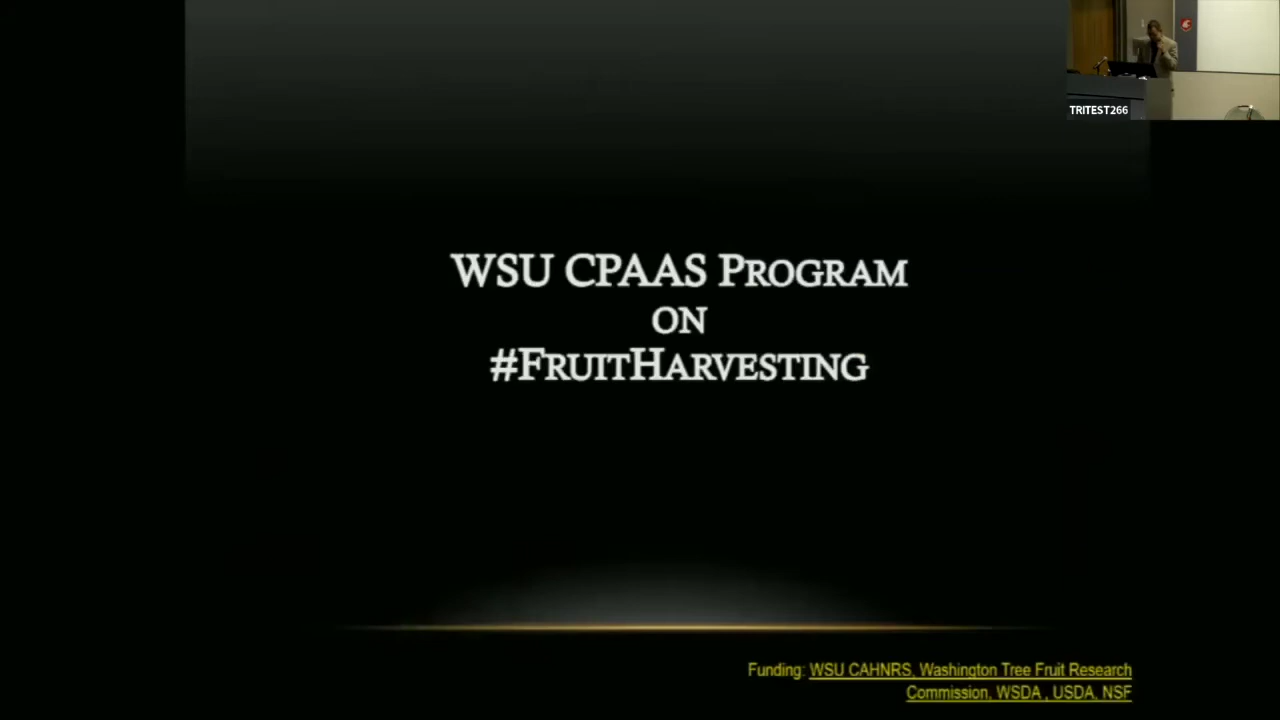 TRITEST266
WSU CPAAS PROGRAM
ON
#FRUITHARVESTING
Funding: WSU CAHNRS, Washington Tree Fruit Research
Commission, WSDA , USDA, NSF